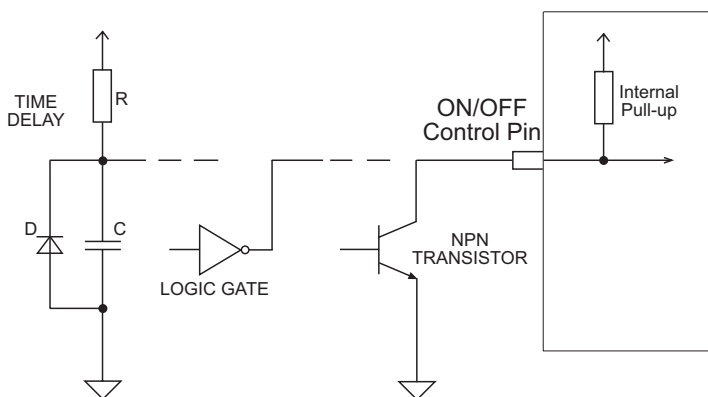 TIME
DELAY
R
D
C
LOGIC GATE
NPN
TRANSISTOR
ON/OFF
Control Pin
Internal
Pull-up